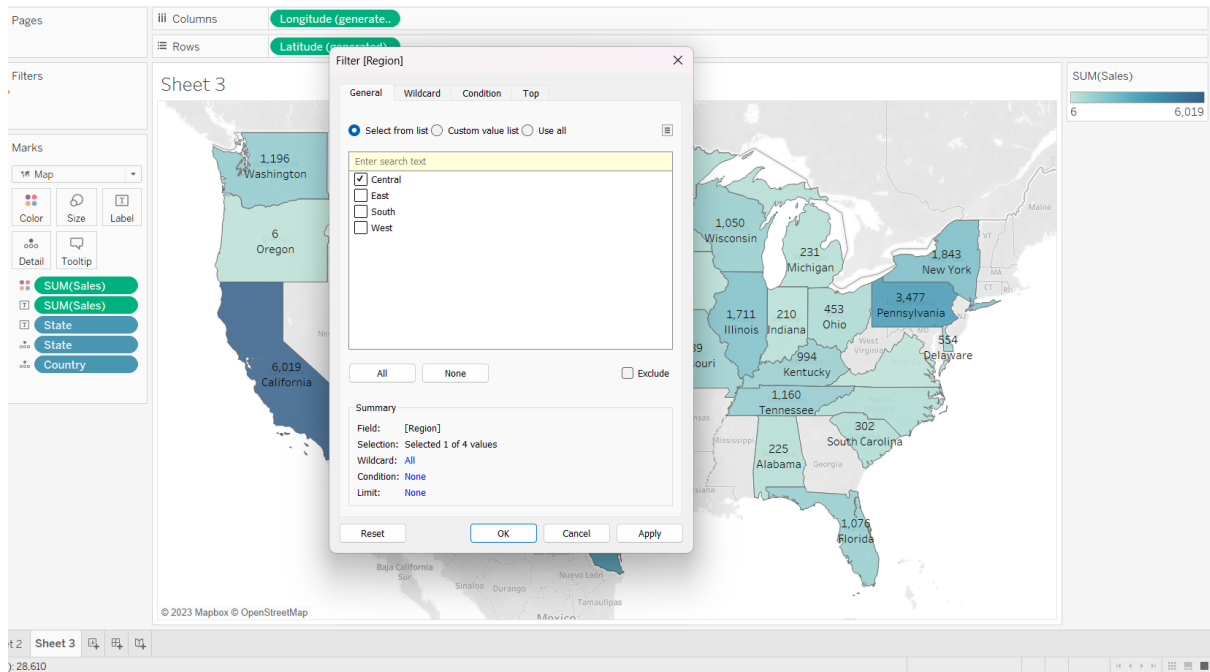 Pages
iii Columns
Longitude (generate..
Rows
Latitude (generated)
Filters
Sheet 3
SUM(Sales)
6 6,019
Marks
Map
Color
Size
Label
Detail
Tooltip
SUM(Sales)
SUM(Sales)
State
State
Country
Filter [Region]
General
Wildcard
Condition
Top
Select from list
Custom value list
Use all
Enter search text
Central
East
South
West
All
None
Exclude
Summary
Field: [Region]
Selection: Selected 1 of 4 values
Wildcard: All
Condition: None
Limit: None
Reset
OK
Cancel
Apply
1,196
Washington
6
Oregon
6,019
California
1,050
Wisconsin
231
Michigan
1,843
New York
3,477
Pennsylvania
1,711
Illinois
210
Indiana
453
Ohio
554
Delaware
994
Kentucky
1,160
Tennessee
302
South Carolina
225
Alabama
1,076
Florida
Maine
VT
MA
CT
RI
NJ
MD
West
Virginia
Mississippi
Georgia
Baja California
Sur
Sinaloa
Durango
Nuevo León
Tamaulipas
© 2023 Mapbox © OpenStreetMap
Sheet 3
): 28,610